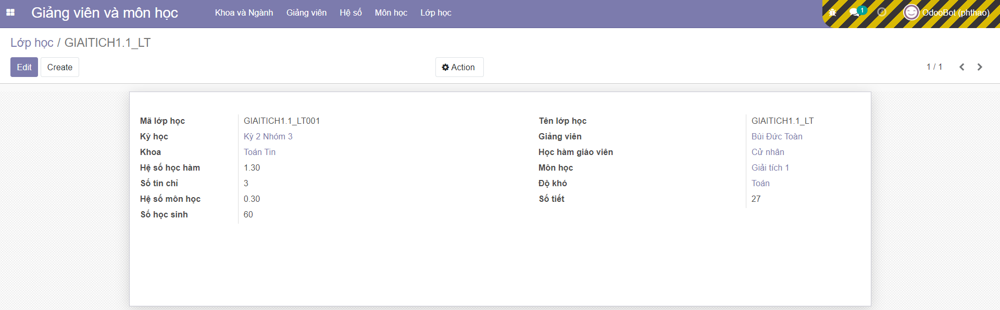 Giảng viên và môn học Khoa và Ngành Giảng viên Hệ số Môn học Lớp học 1 OdooBot (phthao)
Lớp học / GIAITICH1.1_LT
Edit Create Action 1 / 1
Mã lớp học GIAITICH1.1_LT001 Tên lớp học GIAITICH1.1_LT
Kỳ học Kỳ 2 Nhóm 3 Giảng viên Bùi Đức Toàn
Khoa Toán Tin Học hàm giáo viên Cử nhân
Hệ số học hàm 1.30 Môn học Giải tích 1
Số tín chỉ 3 Độ khó Toán
Hệ số môn học 0.30 Số tiết 27
Số học sinh 60